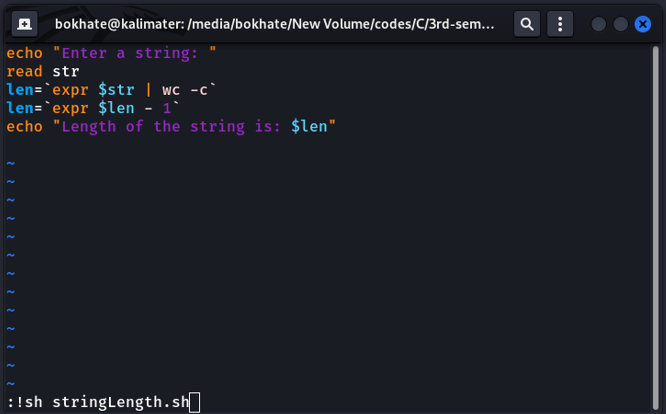 bokhate@kalimater: /media/bokhate/New Volume/codes/C/3rd-sem...
echo "Enter a string: "
read str
len=`expr $str | wc -c`
len=`expr $len - 1`
echo "Length of the string is: $len"
~
~
~
~
~
~
~
~
~
~
~
~
~
:!sh stringLength.sh